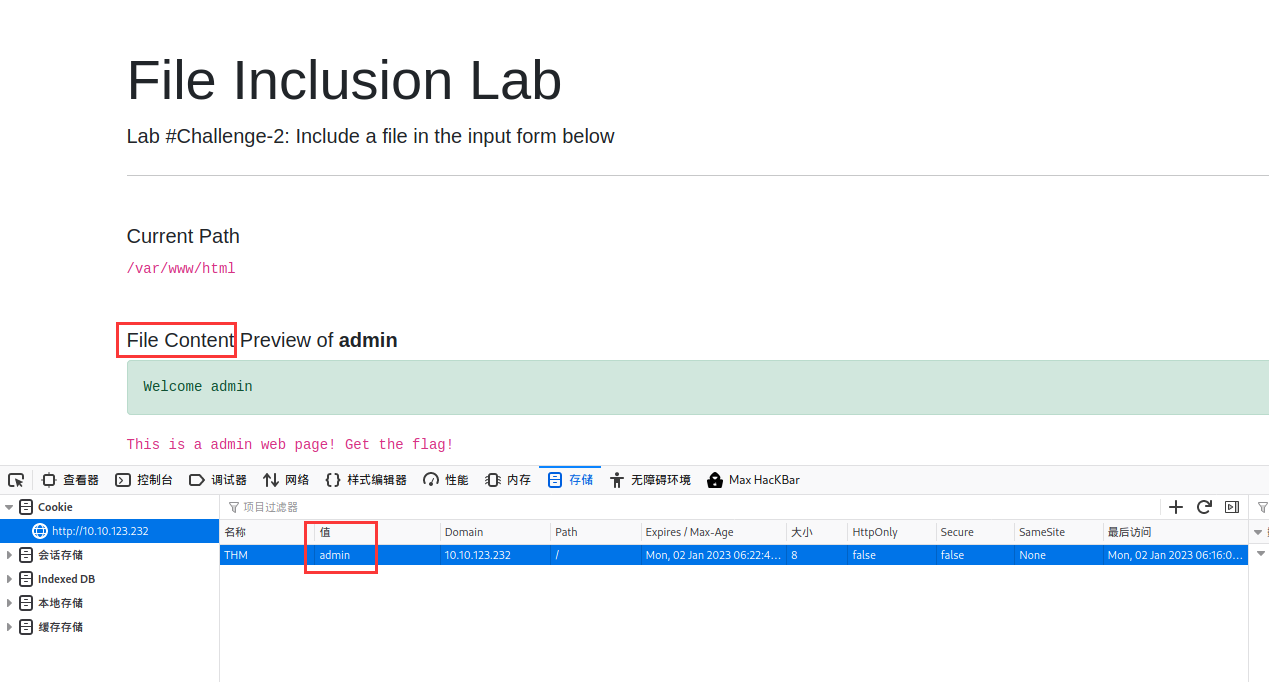 File Inclusion Lab
Lab #Challenge-2: Include a file in the input form below
Current Path
/var/www/html
File Content Preview of admin
Welcome admin
This is a admin web page! Get the flag!
查看器 控制台 调试器 网络 样式编辑器 性能 内存 存储 无障碍环境 Max HacKBar
Cookie 项目过滤器
http://10.10.123.232 名称 值 Domain Path Expires / Max-Age 大小 HttpOnly Secure SameSite 最后访问
会话存储 THM admin 10.10.123.232 / Mon, 02 Jan 2023 06:22:4... 8 false false None Mon, 02 Jan 2023 06:16:0...
Indexed DB
本地存储
缓存存储